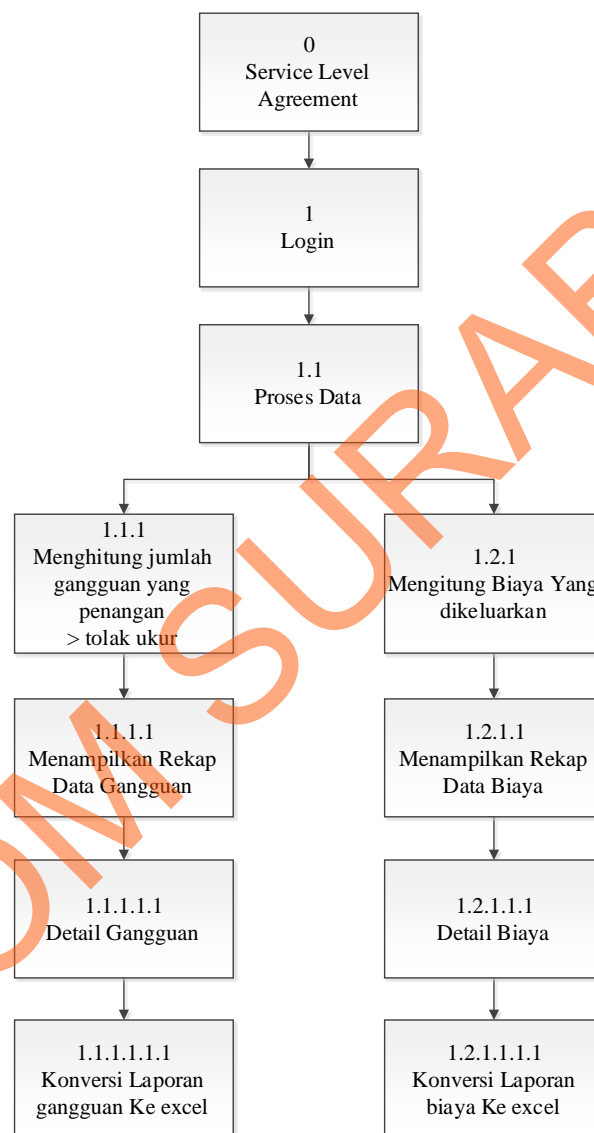 0
Service Level
Agreement
1
Login
1.1
Proses Data
1.1.1
Menghitung jumlah
gangguan yang
penangan
> tolak ukur
1.2.1
Mengitung Biaya Yang
dikeluarkan
1.1.1.1
Menampilkan Rekap
Data Gangguan
1.2.1.1
Menampilkan Rekap
Data Biaya
1.1.1.1.1
Detail Gangguan
1.2.1.1.1
Detail Biaya
1.1.1.1.1.1
Konversi Laporan
gangguan Ke excel
1.2.1.1.1.1
Konversi Laporan
biaya Ke excel
OM SURA